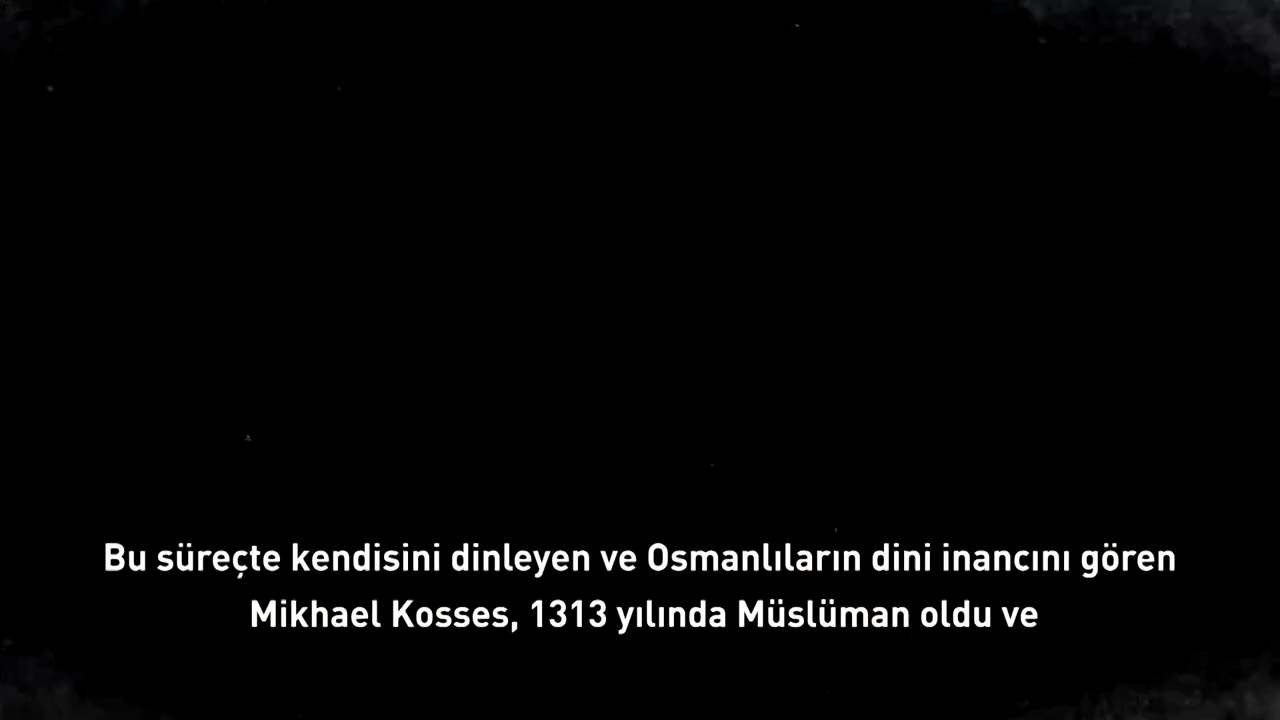 Bu süreçte kendisini dinleyen ve Osmanlıların dini inancını gören
Mikhael Kosses, 1313 yılında Müslüman oldu ve